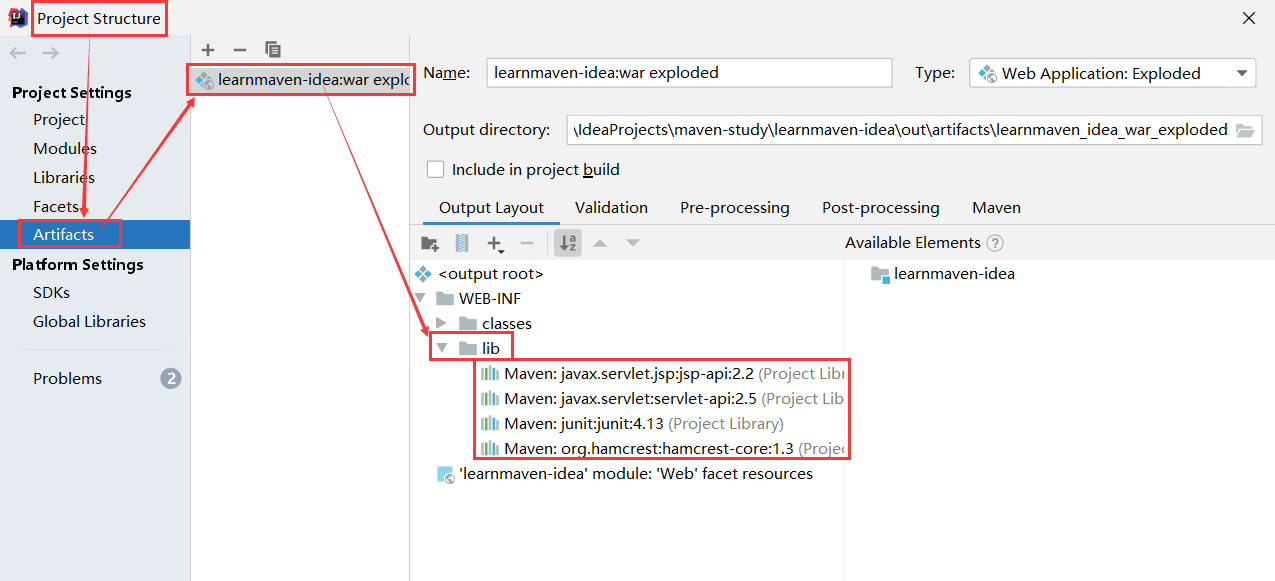 Project Structure
Project Settings
Project
Modules
Libraries
Facets
Artifacts
Platform Settings
SDKs
Global Libraries
Problems
2
learnmaven-idea:war explo
Name:
learnmaven-idea:war exploded
Type:
Web Application: Exploded
Output directory:
\IdeaProjects\maven-study\learnmaven-idea\out\artifacts\learnmaven_idea_war_exploded
Include in project build
Output Layout Validation Pre-processing Post-processing Maven
Available Elements ?
<output root>
WEB-INF
classes
lib
Maven: javax.servlet.jsp:jsp-api:2.2 (Project Libr
Maven: javax.servlet:servlet-api:2.5 (Project Lib
Maven: junit:junit:4.13 (Project Library)
Maven: org.hamcrest:hamcrest-core:1.3 (Projec
'learnmaven-idea' module: 'Web' facet resources
learnmaven-idea